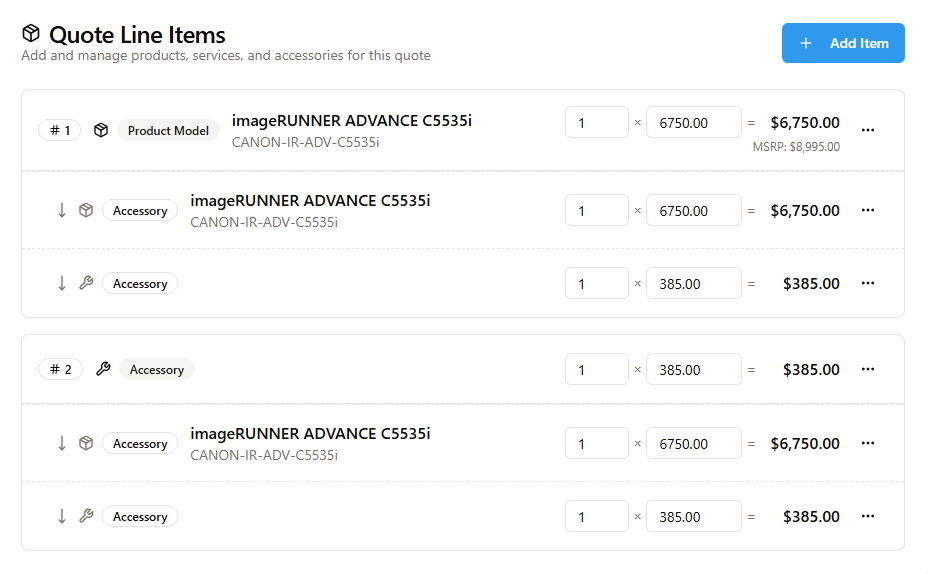 Quote Line Items
Add and manage products, services, and accessories for this quote
+ Add Item
# 1 Product Model imageRUNNER ADVANCE C5535i 1 × 6750.00 = $6,750.00 ...
CANON-IR-ADV-C5535i MSRP: $8,995.00
↓ Accessory imageRUNNER ADVANCE C5535i 1 × 6750.00 = $6,750.00 ...
CANON-IR-ADV-C5535i
↓ Accessory 1 × 385.00 = $385.00 ...
# 2 Accessory 1 × 385.00 = $385.00 ...
↓ Accessory imageRUNNER ADVANCE C5535i 1 × 6750.00 = $6,750.00 ...
CANON-IR-ADV-C5535i
↓ Accessory 1 × 385.00 = $385.00 ...